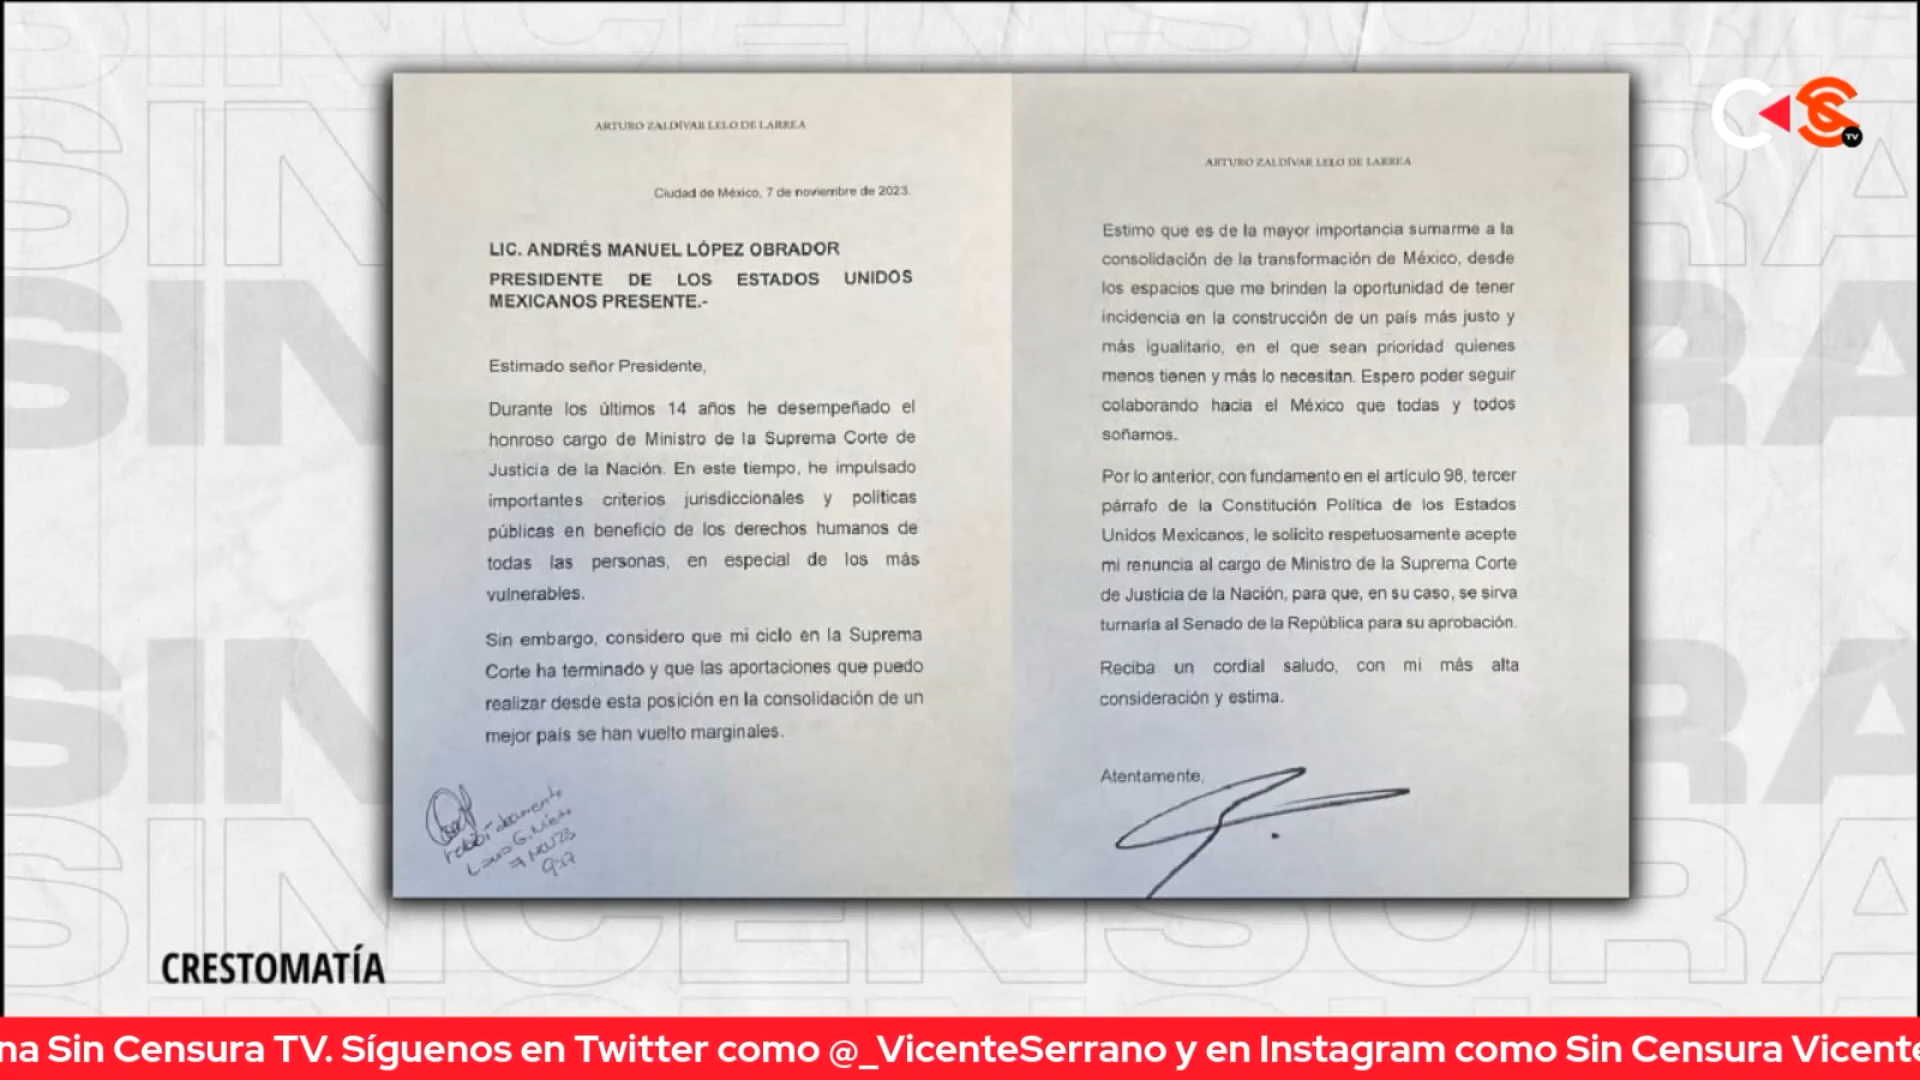 ARTURO ZALDÍVAR LELO DE LARREA
Ciudad de México, 7 de noviembre de 2023.
LIC. ANDRÉS MANUEL LÓPEZ OBRADOR
PRESIDENTE DE LOS ESTADOS UNIDOS
MEXICANOS PRESENTE.-
Estimado señor Presidente,
Durante los últimos 14 años he desempeñado el
honroso cargo de Ministro de la Suprema Corte de
Justicia de la Nación. En este tiempo, he impulsado
importantes criterios jurisdiccionales y políticas
públicas en beneficio de los derechos humanos de
todas las personas, en especial de los más
vulnerables.
Sin embargo, considero que mi ciclo en la Suprema
Corte ha terminado y que las aportaciones que puedo
realizar desde esta posición en la consolidación de un
mejor país se han vuelto marginales.
recibí documento
7 NOV 23
9:17
ARTURO ZALDÍVAR LELO DE LARREA
Estimo que es de la mayor importancia sumarme a la
consolidación de la transformación de México, desde
los espacios que me brinden la oportunidad de tener
incidencia en la construcción de un país más justo y
más igualitario, en el que sean prioridad quienes
menos tienen y más lo necesitan. Espero poder seguir
colaborando hacia el México que todas y todos
soñamos.
Por lo anterior, con fundamento en el artículo 98, tercer
párrafo de la Constitución Política de los Estados
Unidos Mexicanos, le solicito respetuosamente acepte
mi renuncia al cargo de Ministro de la Suprema Corte
de Justicia de la Nación, para que, en su caso, se sirva
turnarla al Senado de la República para su aprobación.
Reciba un cordial saludo, con mi más alta
consideración y estima.
Atentamente,
TV
SINCENSURA
CRESTOMATÍA
na Sin Censura TV. Síguenos en Twitter como @_VicenteSerrano y en Instagram como Sin Censura Vicente